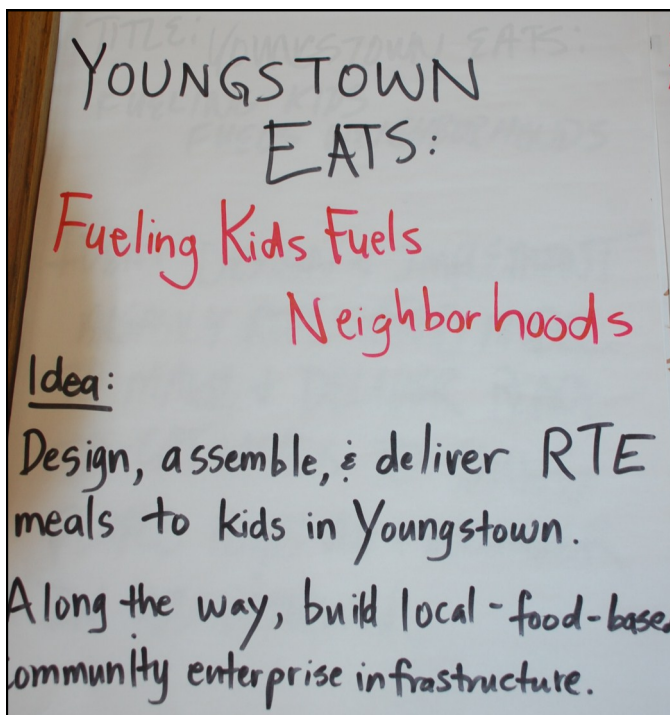 YOUNGSTOWN
EATS:
Fueling Kids Fuels
Neighborhoods
Idea:
Design, assemble, & deliver RTE
meals to kids in Youngstown.
Along the way, build local-food-based
community enterprise infrastructure.